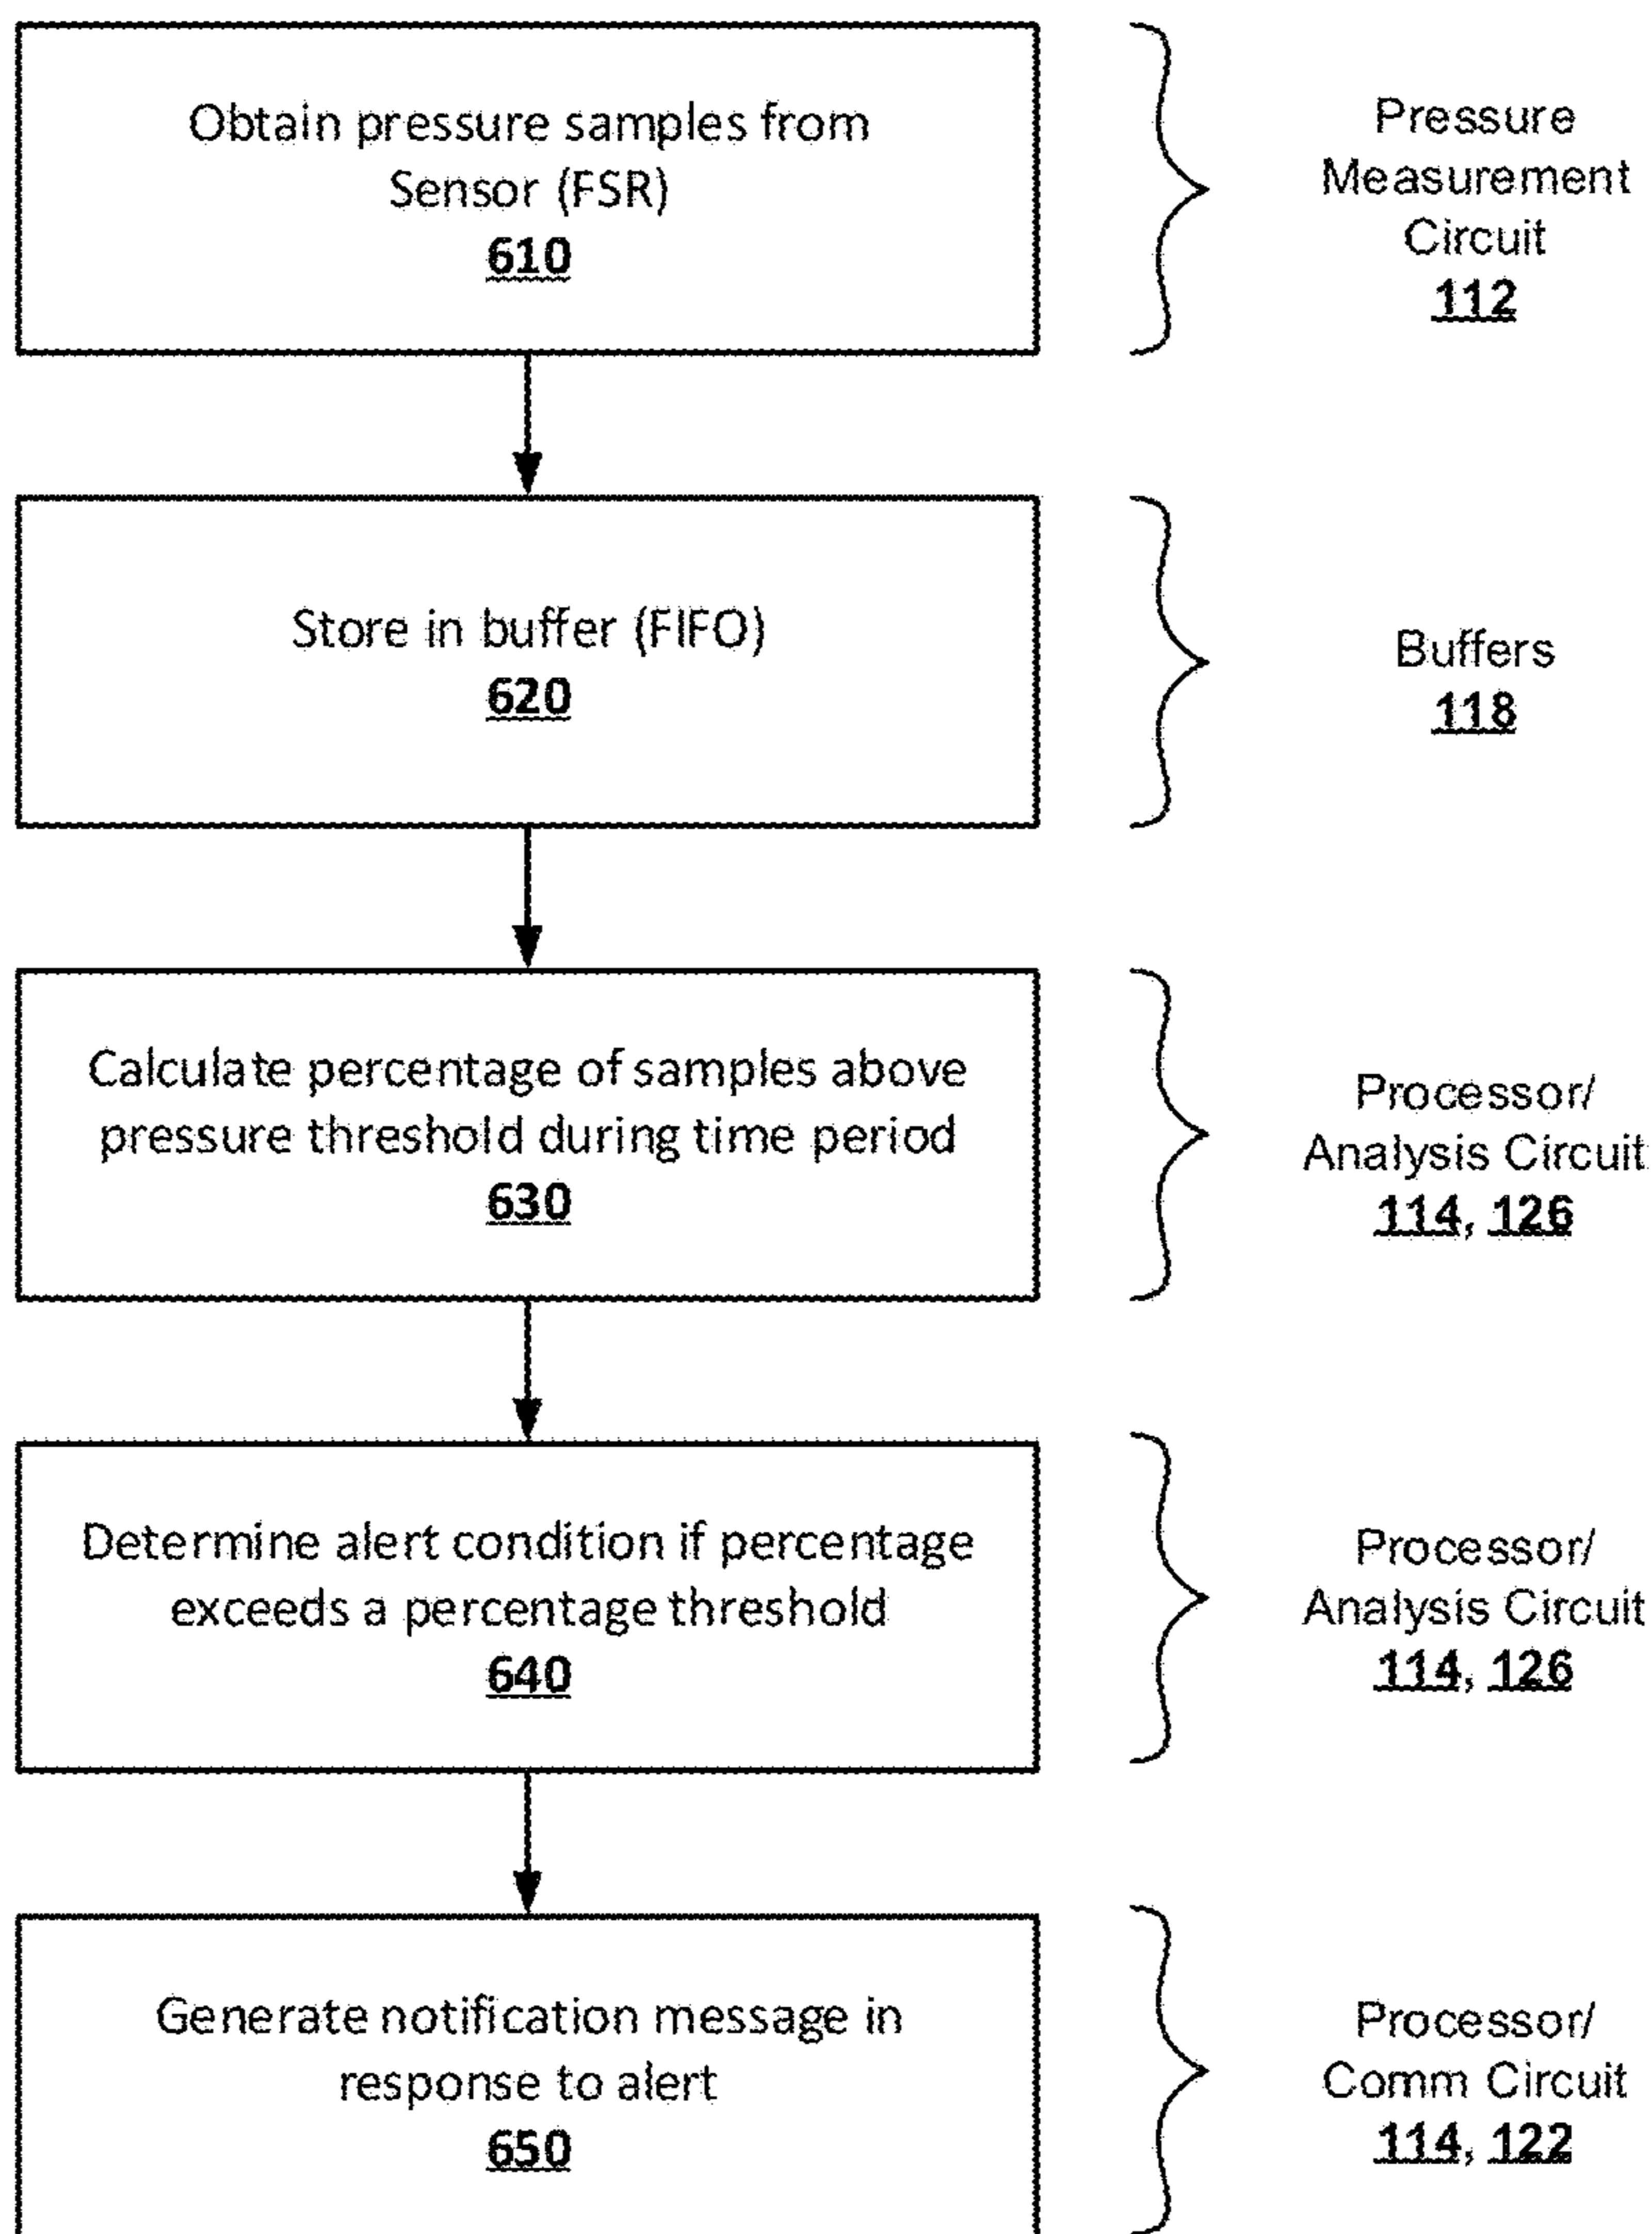 Obtain pressure samples from
Sensor (FSR)
610
Pressure
Measurement
Circuit
112
Store in buffer (FIFO)
620
Buffers
118
Calculate percentage of samples above
pressure threshold during time period
630
Processor/
Analysis Circuit
114, 126
Determine alert condition if percentage
exceeds a percentage threshold
640
Processor/
Analysis Circuit
114, 126
Generate notification message in
response to alert
650
Processor/
Comm Circuit
114, 122